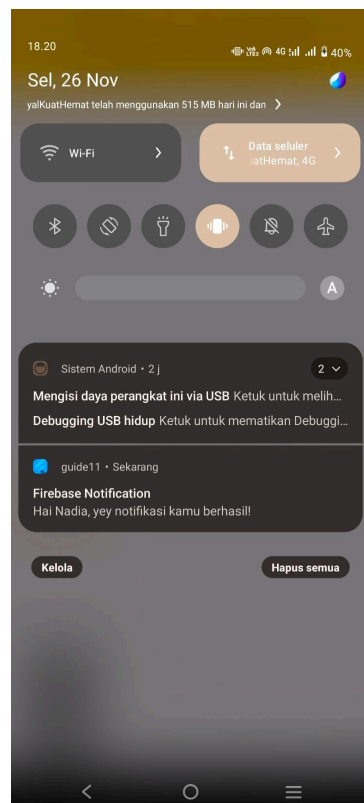 18.20
4G
40%
Sel, 26 Nov
yalKuatHemat telah menggunakan 515 MB hari ini dan
Wi-Fi
Data seluler
atHemat, 4G
A
Sistem Android • 2 j
2
Mengisi daya perangkat ini via USB Ketuk untuk melih...
Debugging USB hidup Ketuk untuk mematikan Debuggi...
guide11 • Sekarang
Firebase Notification
Hai Nadia, yey notifikasi kamu berhasil!
Kelola
Hapus semua